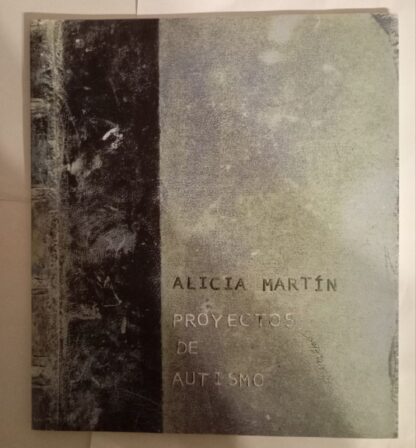 ALICIA MARTÍN
PROYECTOS
DE
AUTISMO